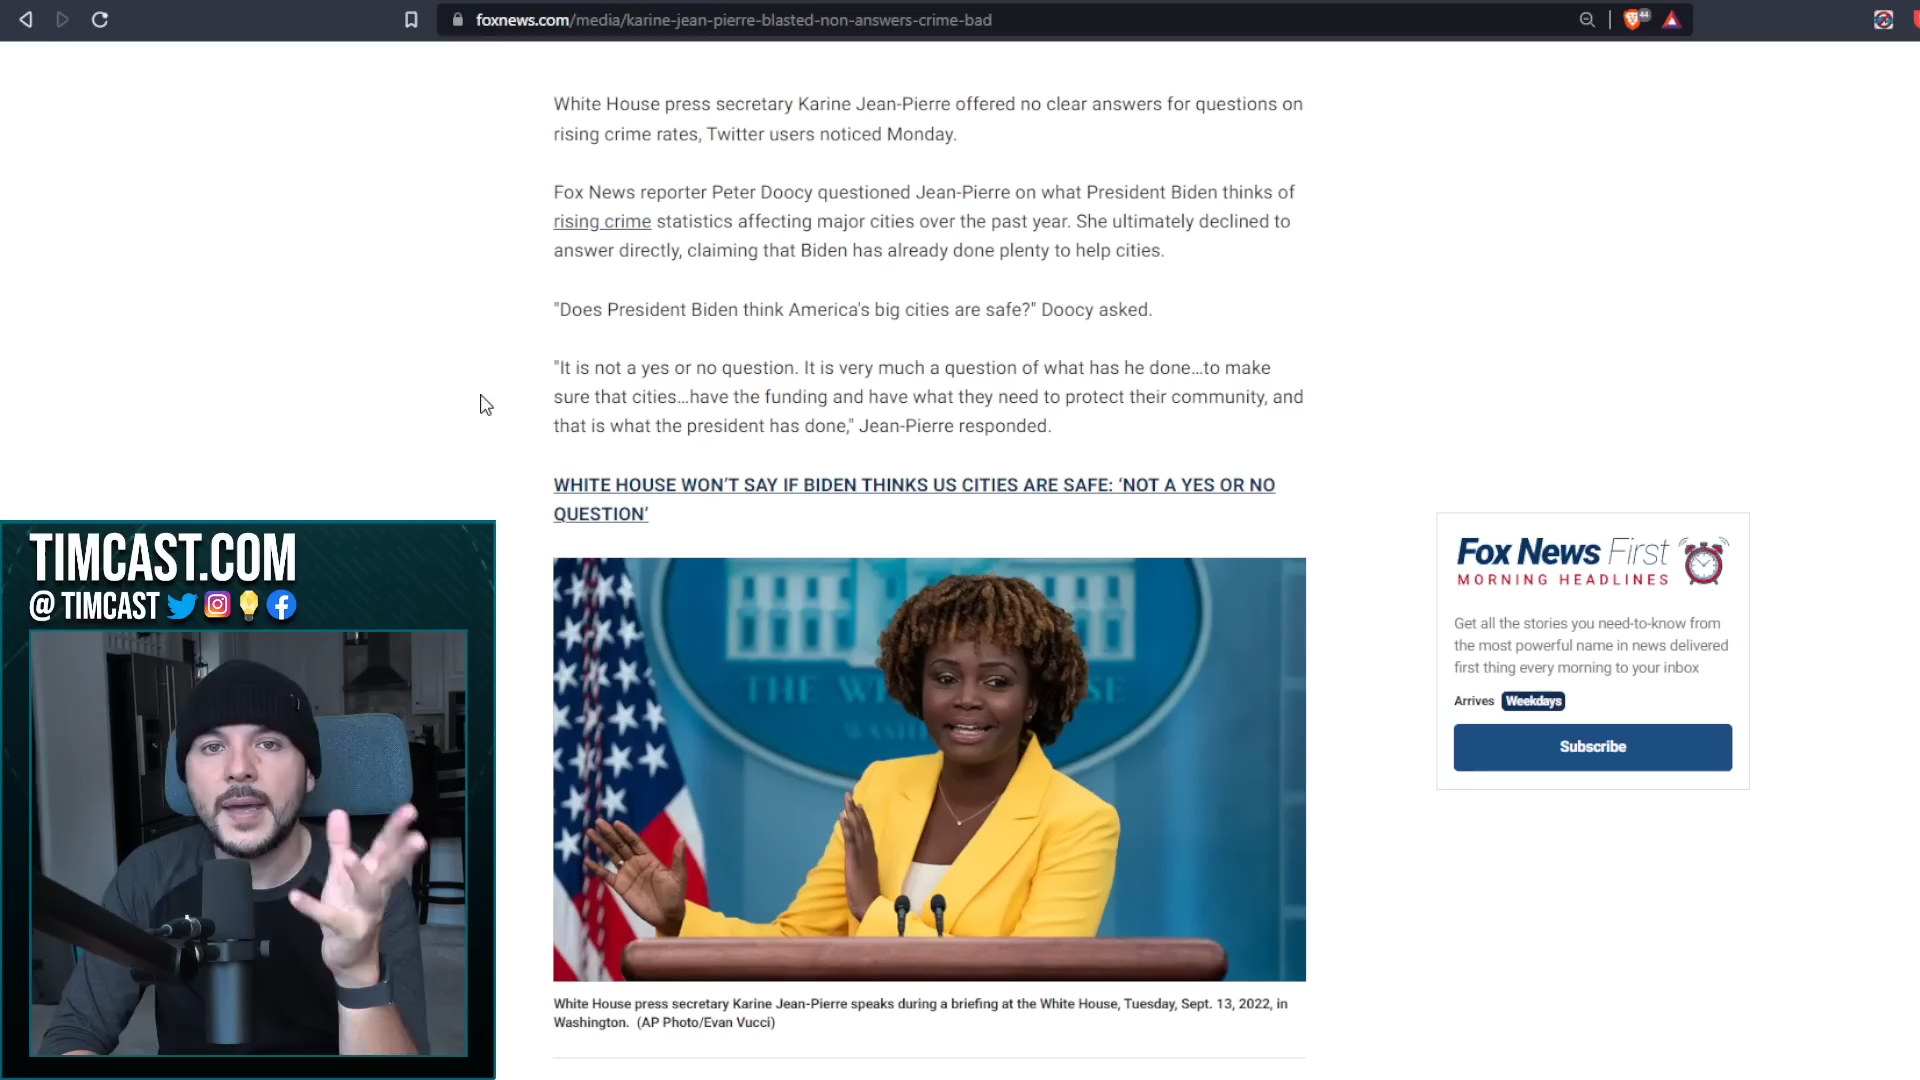 foxnews.com/media/karine-jean-pierre-blasted-non-answers-crime-bad
44
White House press secretary Karine Jean-Pierre offered no clear answers for questions on
rising crime rates, Twitter users noticed Monday.
Fox News reporter Peter Doocy questioned Jean-Pierre on what President Biden thinks of
rising crime statistics affecting major cities over the past year. She ultimately declined to
answer directly, claiming that Biden has already done plenty to help cities.
"Does President Biden think America's big cities are safe?" Doocy asked.
"It is not a yes or no question. It is very much a question of what has he done…to make
sure that cities…have the funding and have what they need to protect their community, and
that is what the president has done," Jean-Pierre responded.
WHITE HOUSE WON'T SAY IF BIDEN THINKS US CITIES ARE SAFE: 'NOT A YES OR NO
QUESTION'
THE WH SE
WASH
White House press secretary Karine Jean-Pierre speaks during a briefing at the White House, Tuesday, Sept. 13, 2022, in
Washington. (AP Photo/Evan Vucci)
TIMCAST.COM
@ TIMCAST
Fox News First
MORNING HEADLINES
Get all the stories you need-to-know from
the most powerful name in news delivered
first thing every morning to your inbox
Arrives Weekdays
Subscribe